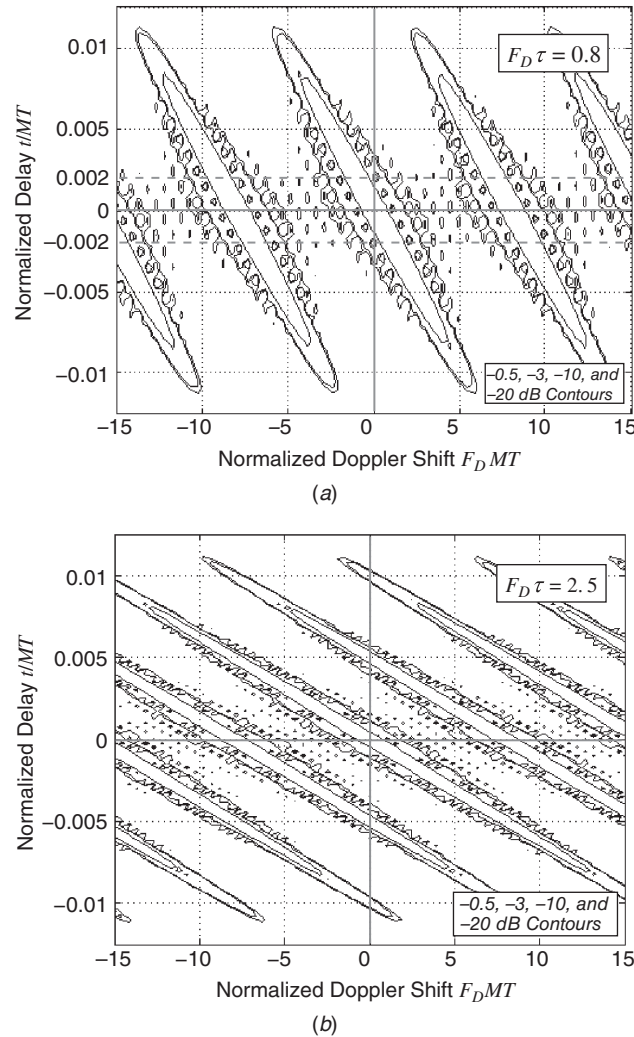 0.01
0.005
0.002
0
−0.002
−0.005
−0.01
Normalized Delay t/MT
F_D τ = 0.8
−0.5, −3, −10, and
−20 dB Contours
−15 −10 −5 0 5 10 15
Normalized Doppler Shift F_D MT
(a)
0.01
0.005
0
−0.005
−0.01
Normalized Delay t/MT
F_D τ = 2.5
−0.5, −3, −10, and
−20 dB Contours
−15 −10 −5 0 5 10 15
Normalized Doppler Shift F_D MT
(b)